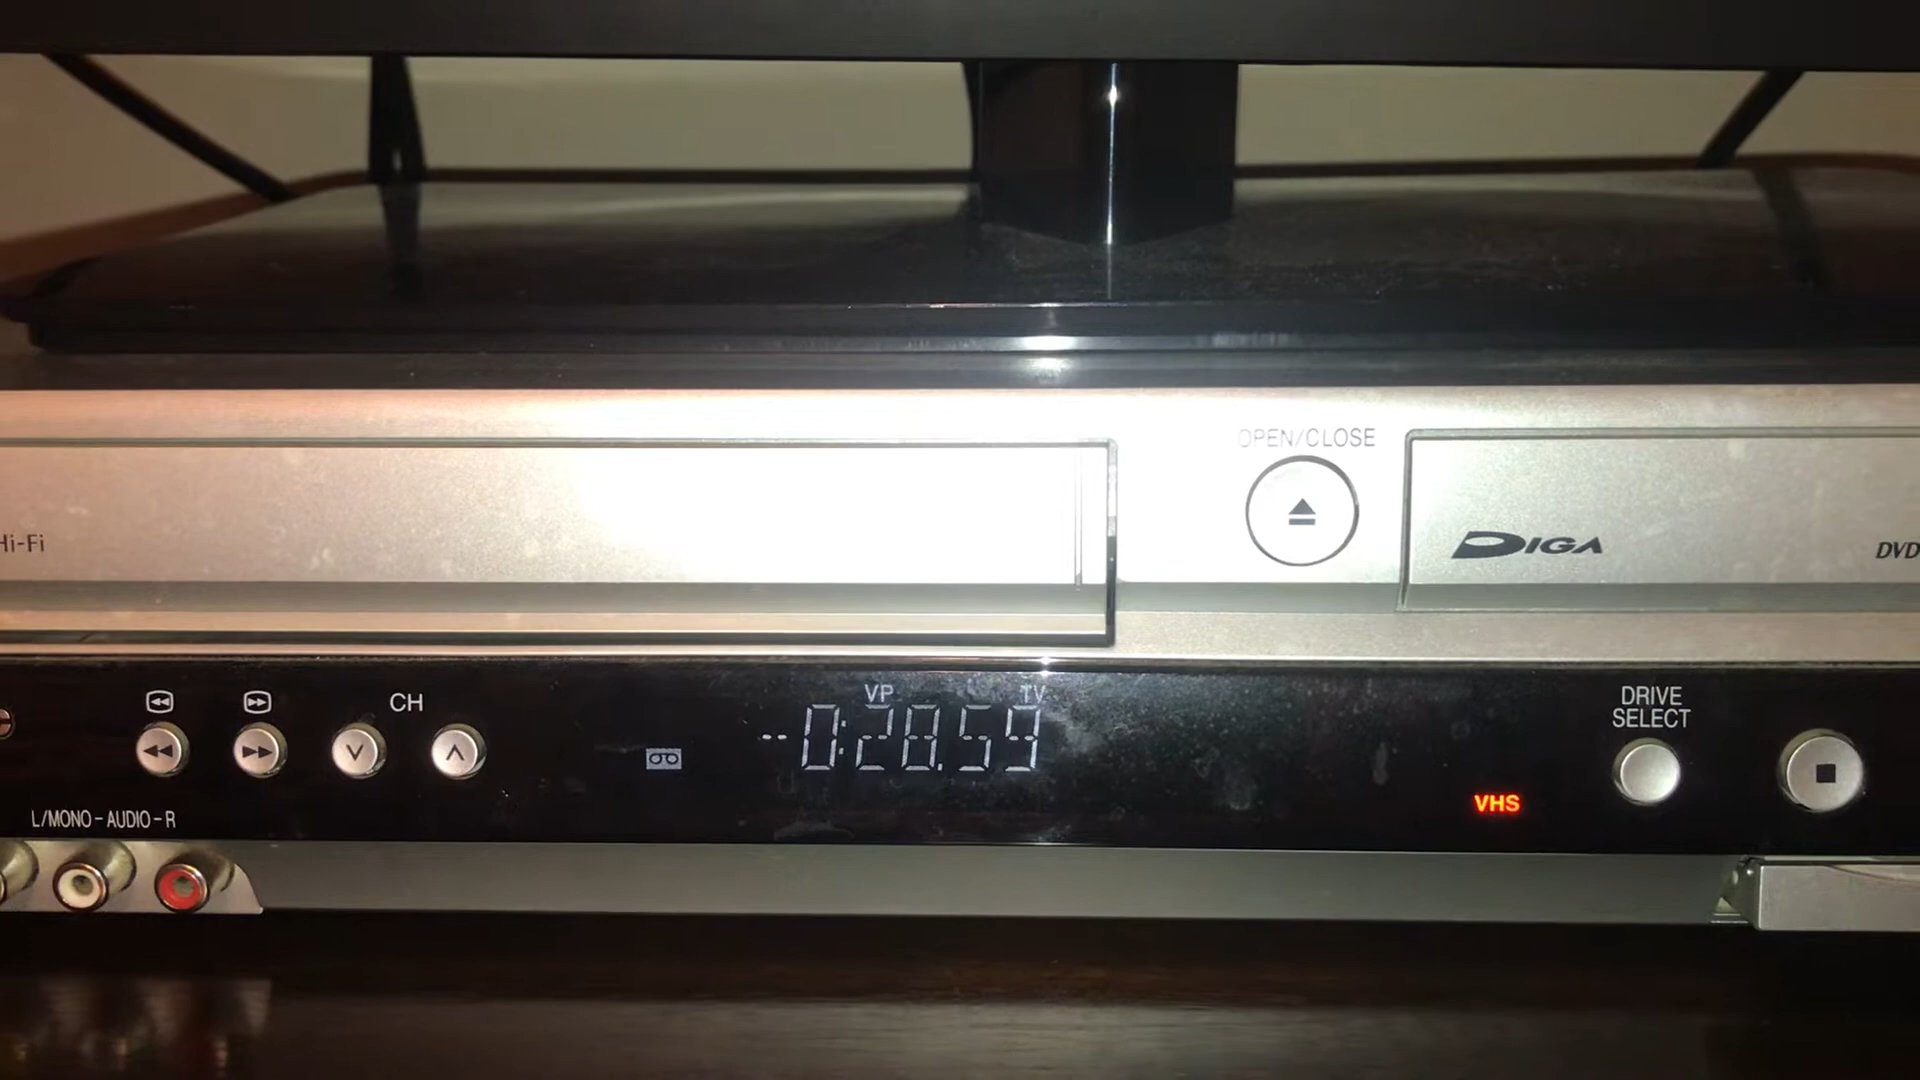 OPEN/CLOSE
Hi-Fi
DIGA
DVD
CH
VP
TV
--0:28.59
DRIVE
SELECT
VHS
L/MONO-AUDIO-R